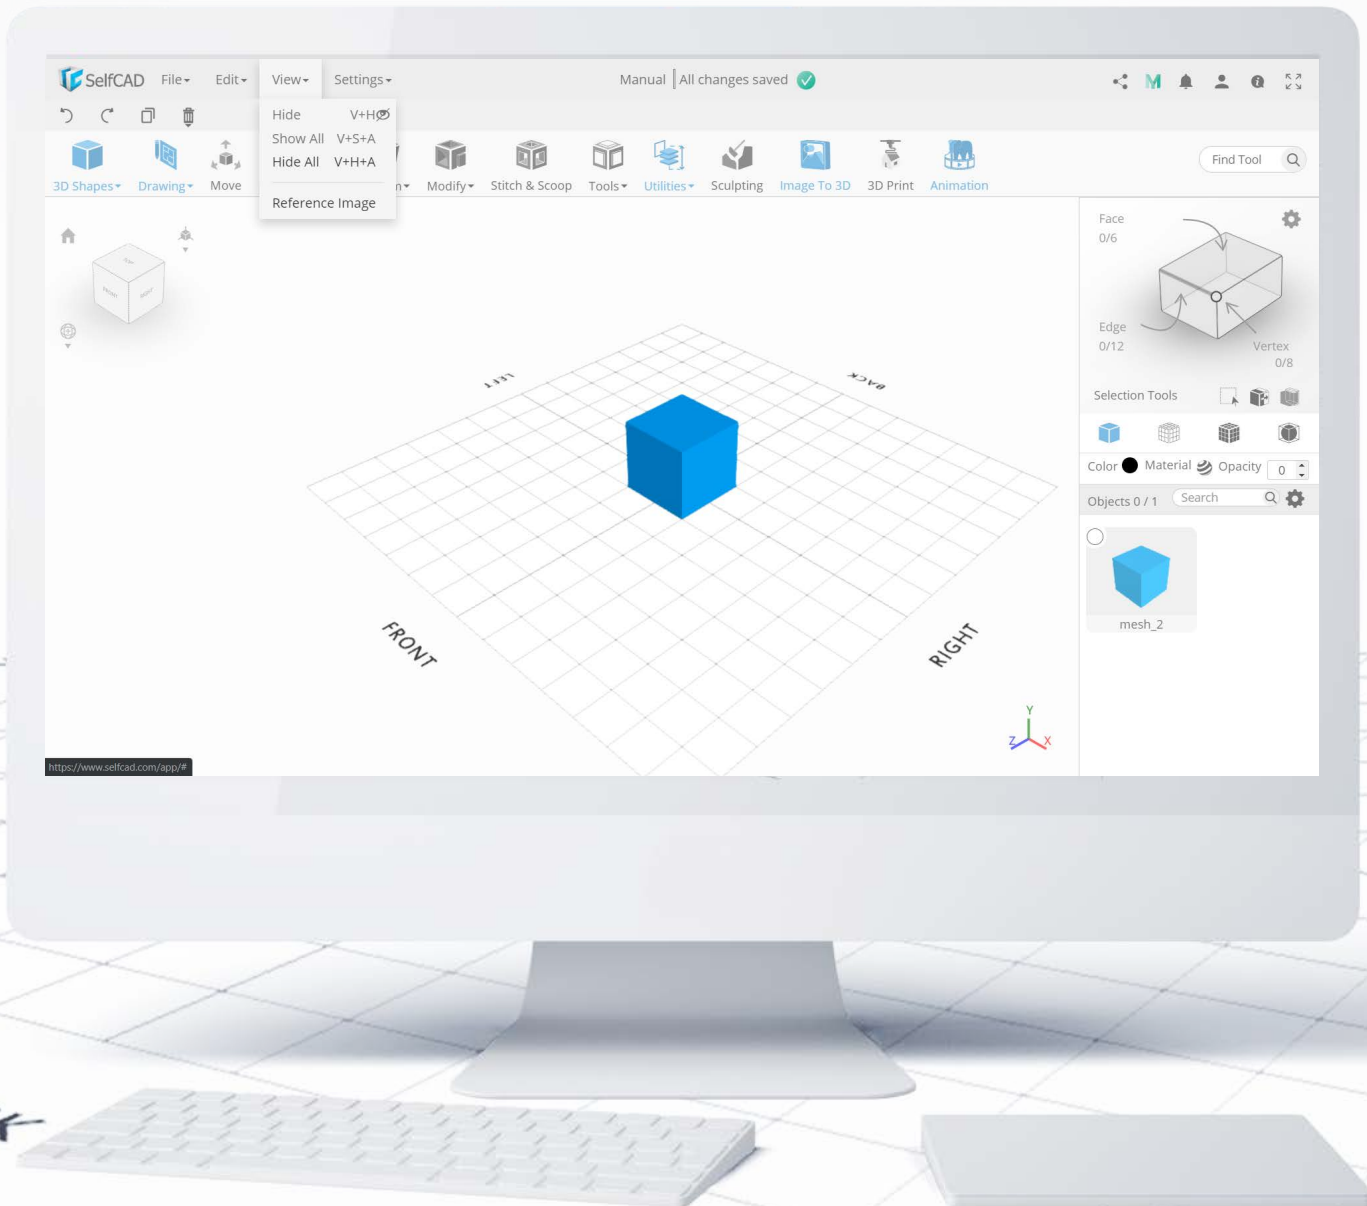 SelfCAD File Edit View Settings Manual All changes saved
Hide V+H
Show All V+S+A
Hide All V+H+A
Reference Image
3D Shapes Drawing Move m Modify Stitch & Scoop Tools Utilities Sculpting Image To 3D 3D Print Animation
Find Tool
TOP
FRONT RIGHT
LEFT
BACK
FRONT
RIGHT
Y
Z X
https://www.selfcad.com/app/#
Face
0/6
Edge
0/12
Vertex
0/8
Selection Tools
Color Material Opacity 0
Objects 0 / 1 Search
mesh_2